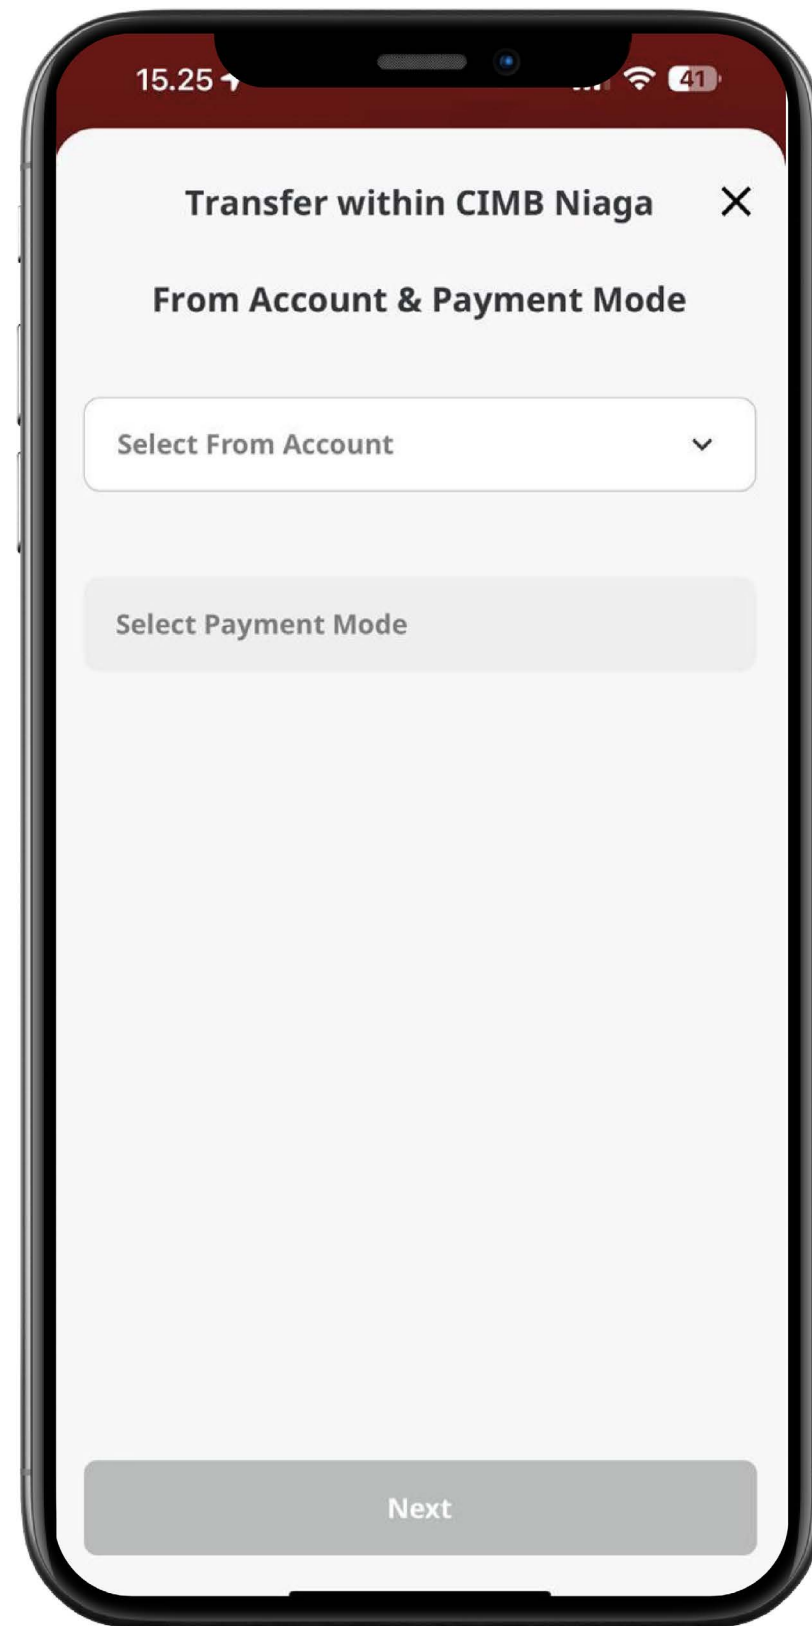 15.25
41
Transfer within CIMB Niaga
From Account & Payment Mode
Select From Account
Select Payment Mode
Next